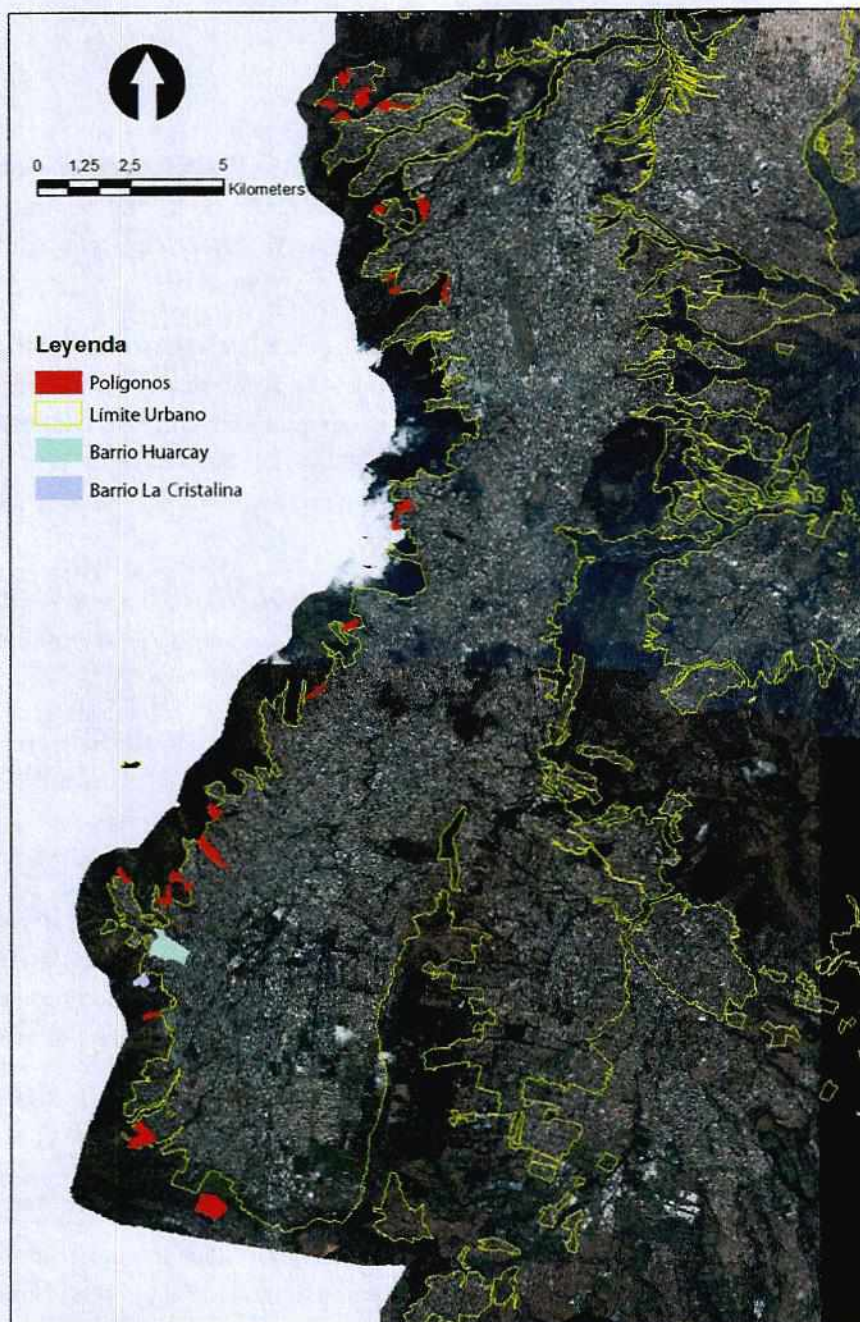 0 1,25 2,5 5
Kilometers
Leyenda
Polígonos
Límite Urbano
Barrio Huarcay
Barrio La Cristalina